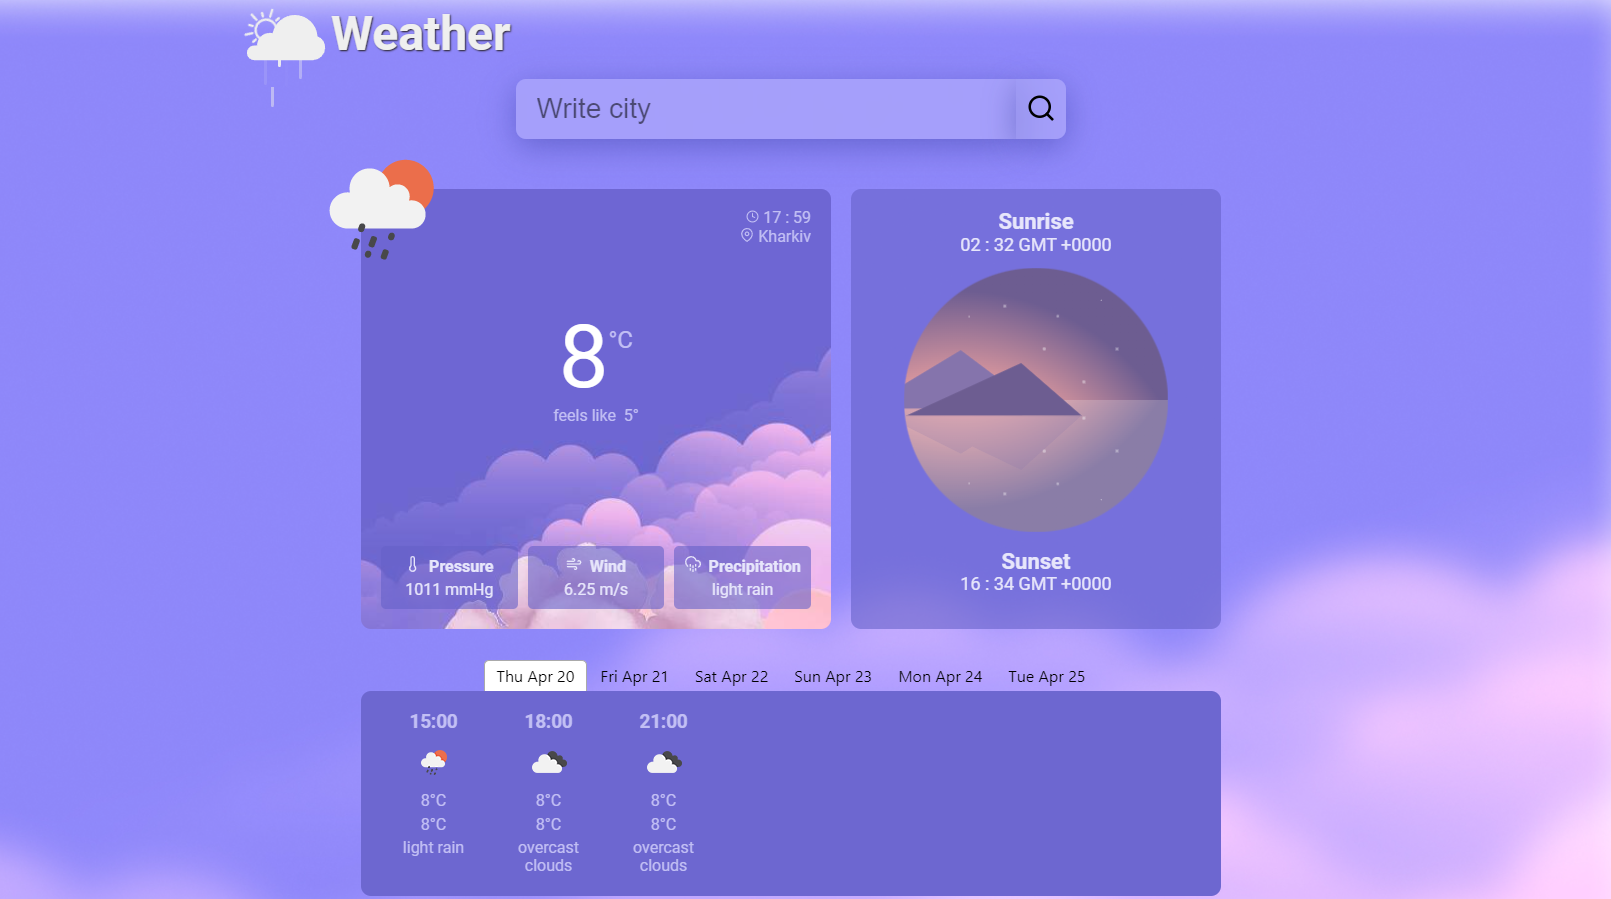 Weather
Write city
17 : 59
Kharkiv
8 °C
feels like 5°
Pressure
1011 mmHg
Wind
6.25 m/s
Precipitation
light rain
Sunrise
02 : 32 GMT +0000
Sunset
16 : 34 GMT +0000
Thu Apr 20 Fri Apr 21 Sat Apr 22 Sun Apr 23 Mon Apr 24 Tue Apr 25
15:00 18:00 21:00
8°C 8°C 8°C
8°C 8°C 8°C
light rain overcast overcast
clouds clouds